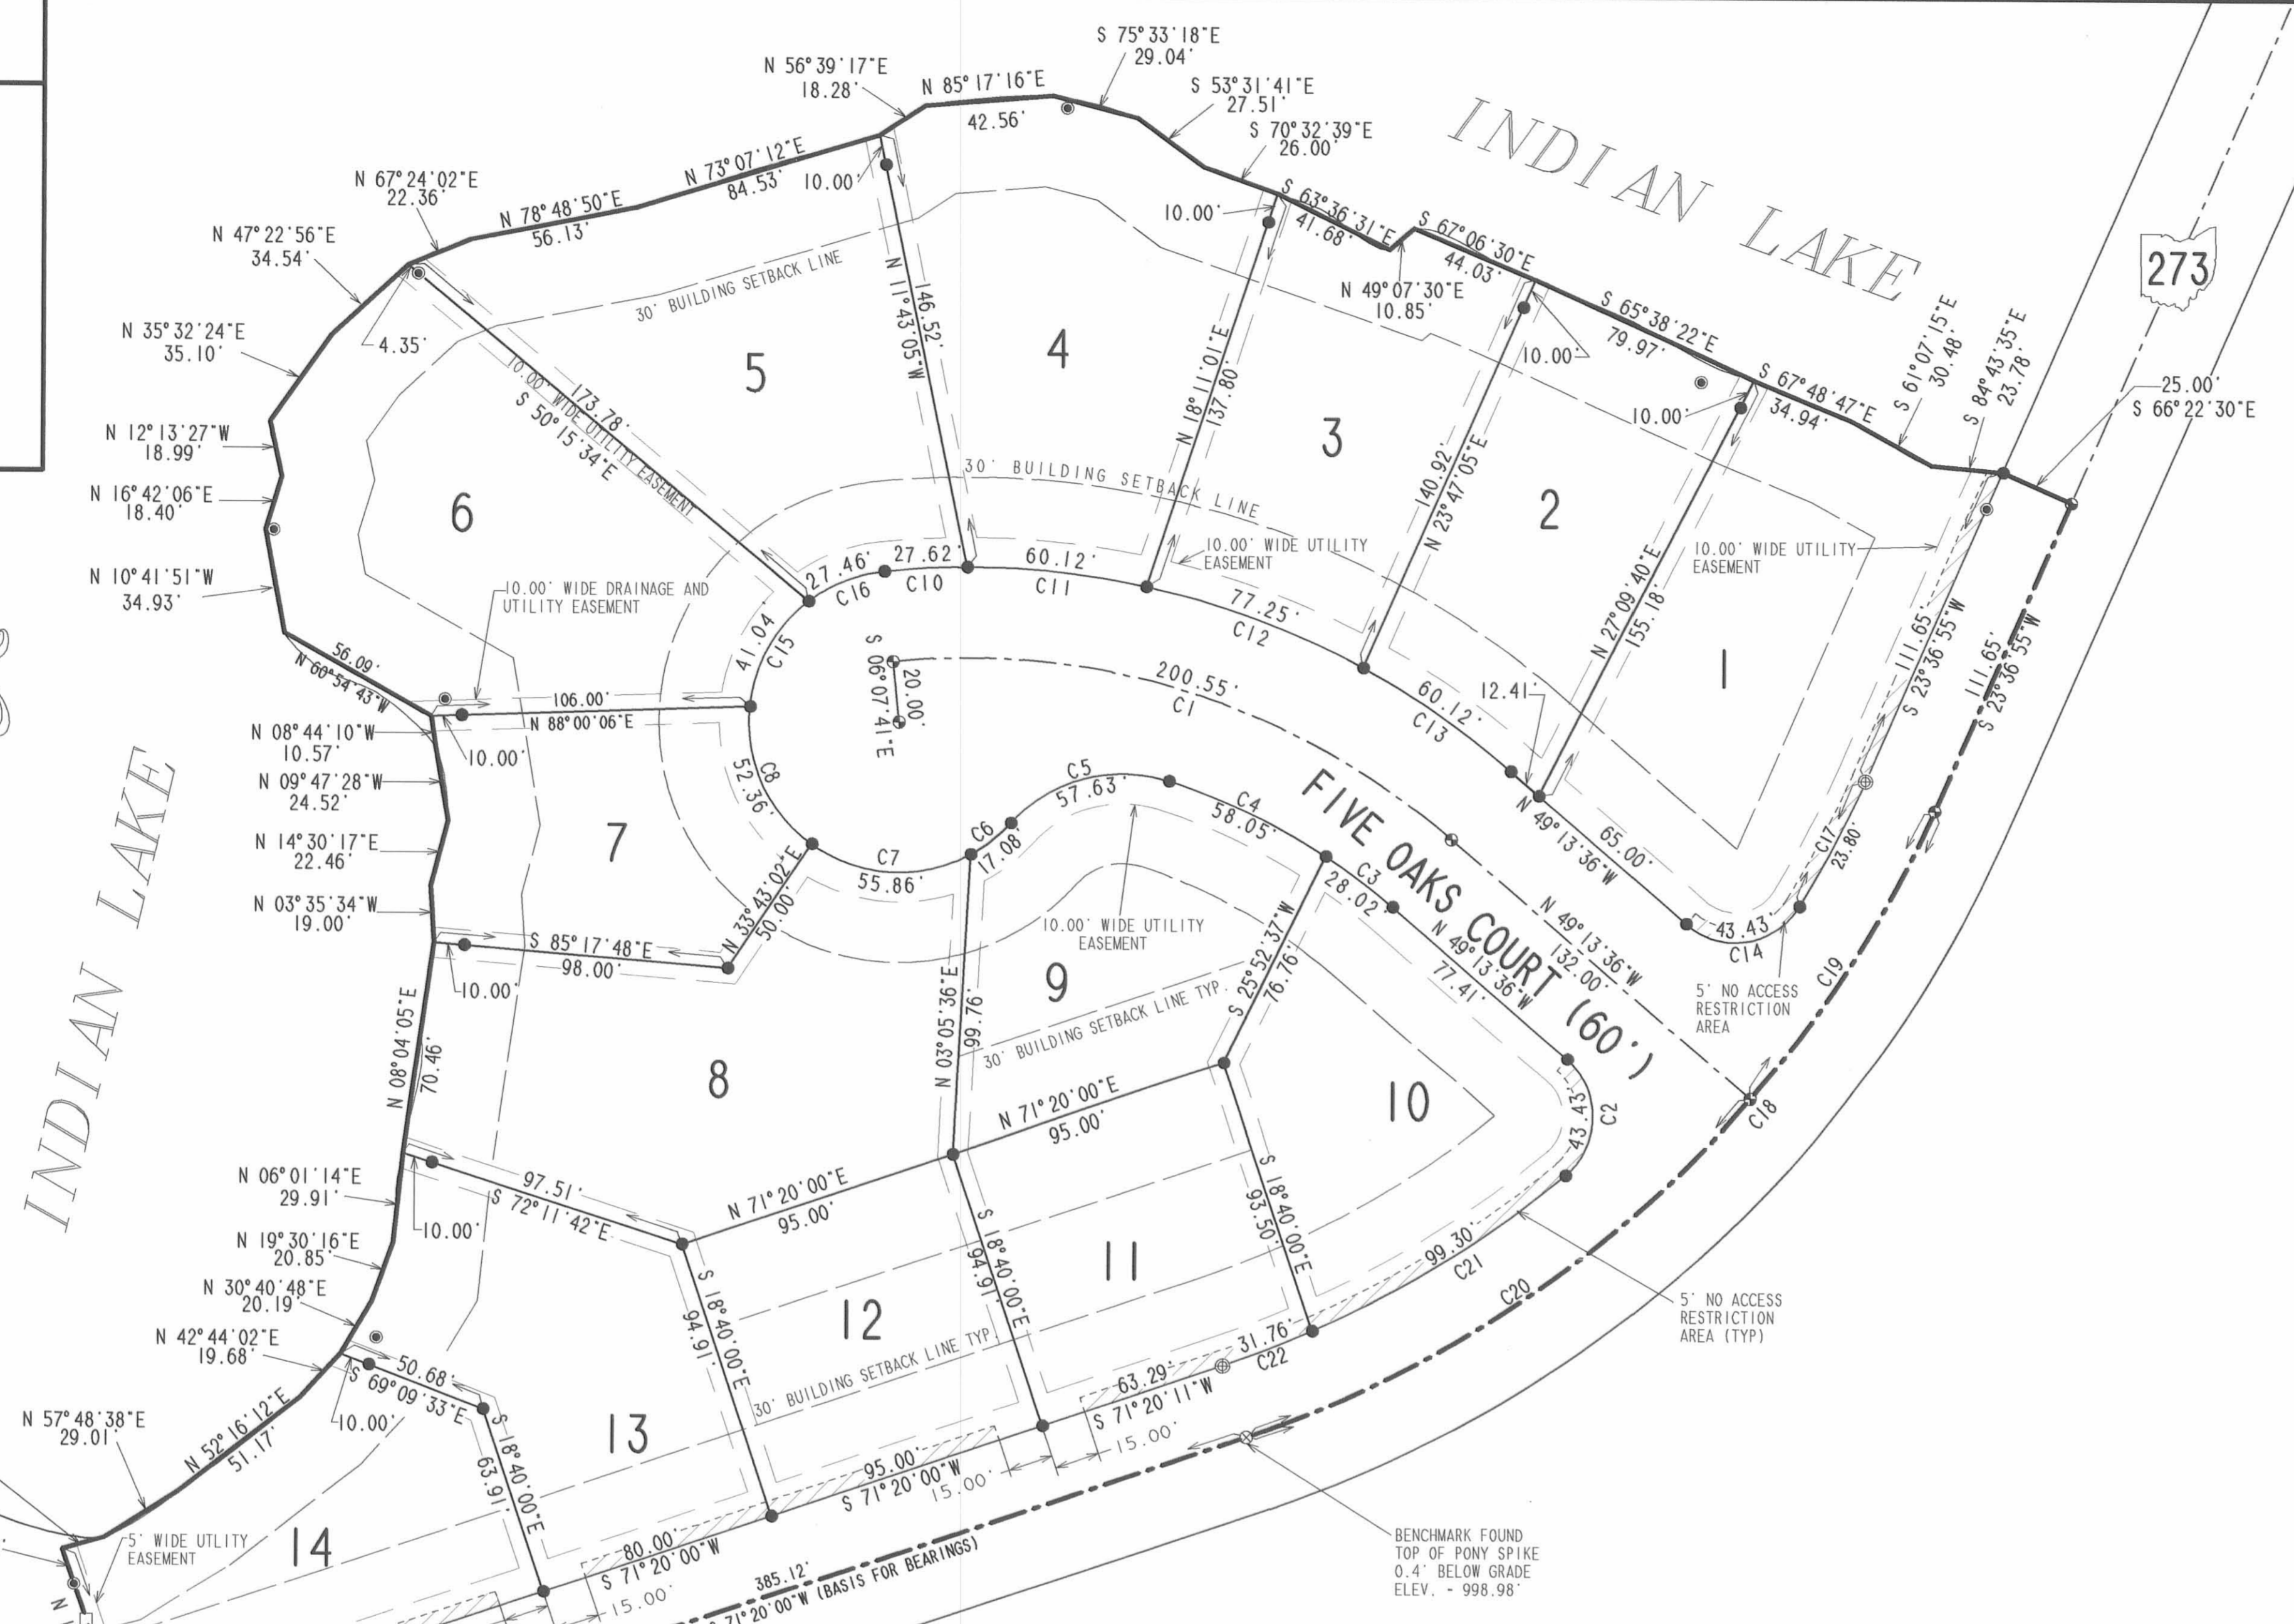 S 75°33'18"E
29.04'
N 56°39'17"E
18.28'
N 85°17'16"E
42.56'
S 53°31'41"E
27.51'
S 70°32'39"E
26.00'
INDIAN LAKE
273
N 67°24'02"E
22.36'
N 78°48'50"E
56.13'
N 73°07'12"E
84.53'
10.00'
10.00'
S 63°36'31"E
41.68'
S 67°06'30"E
44.03'
N 49°07'30"E
10.85'
S 65°38'22"E
79.97'
10.00'
10.00'
S 67°48'47"E
34.94'
S 61°07'15"E
30.48'
S 84°43'35"E
23.78'
25.00'
S 66°22'30"E
N 47°22'56"E
34.54'
4.35'
N 35°32'24"E
35.10'
N 12°13'27"W
18.99'
N 16°42'06"E
18.40'
N 10°41'51"W
34.93'
30' BUILDING SETBACK LINE
5
4
3
2
1
6
173.78'
10.00' WIDE UTILITY EASEMENT
S 50°15'34"E
146.52'
N 11°43'05"W
N 18°11'01"E
137.80'
140.92'
N 23°47'05"E
N 27°09'40"E
155.18'
30' BUILDING SETBACK LINE
10.00' WIDE UTILITY
EASEMENT
10.00' WIDE UTILITY
EASEMENT
111.65'
S 23°36'55"W
111.65'
S 23°36'55"W
10.00' WIDE DRAINAGE AND
UTILITY EASEMENT
27.46'
C16
27.62'
C10
60.12'
C11
77.25'
C12
60.12'
C13
12.41'
N 49°13'36"W
65.00'
43.43'
C14
C17
23.80'
41.04'
C15
S 06°07'41"E
20.00'
200.55'
C1
56.09'
N 60°54'43"W
106.00'
N 88°00'06"E
10.00'
N 08°44'10"W
10.57'
N 09°47'28"W
24.52'
N 14°30'17"E
22.46'
N 03°35'34"W
19.00'
INDIAN LAKE
7
C8
52.36'
C7
55.86'
C6
17.08'
C5
57.63'
C4
58.05'
C3
28.02'
FIVE OAKS COURT (60')
N 49°13'36"W
132.00'
N 49°13'36"W
77.41'
C19
5' NO ACCESS
RESTRICTION
AREA
N 33°43'02"E
50.00'
S 85°17'48"E
98.00'
10.00'
10.00' WIDE UTILITY
EASEMENT
9
30' BUILDING SETBACK LINE TYP.
S 25°52'37"W
76.76'
10
C2
43.43'
C18
N 08°04'05"E
70.46'
8
N 03°05'36"E
99.76'
N 71°20'00"E
95.00'
N 71°20'00"E
95.00'
97.51'
S 72°11'42"E
10.00'
N 06°01'14"E
29.91'
N 19°30'16"E
20.85'
N 30°40'48"E
20.19'
N 42°44'02"E
19.68'
S 18°40'00"E
94.91'
S 18°40'00"E
94.91'
S 18°40'00"E
93.50'
12
11
30' BUILDING SETBACK LINE TYP.
99.30'
C21
C20
5' NO ACCESS
RESTRICTION
AREA (TYP)
31.76'
C22
63.29'
S 71°20'11"W
15.00'
50.68'
S 69°09'33"E
10.00'
N 57°48'38"E
29.01'
N 52°16'12"E
51.17'
S 18°40'00"E
63.91'
13
95.00'
S 71°20'00"W
15.00'
80.00'
S 71°20'00"W
15.00'
14
5' WIDE UTLITY
EASEMENT
N
385.12'
71°20'00"W (BASIS FOR BEARINGS)
BENCHMARK FOUND
TOP OF PONY SPIKE
0.4' BELOW GRADE
ELEV. - 998.98'